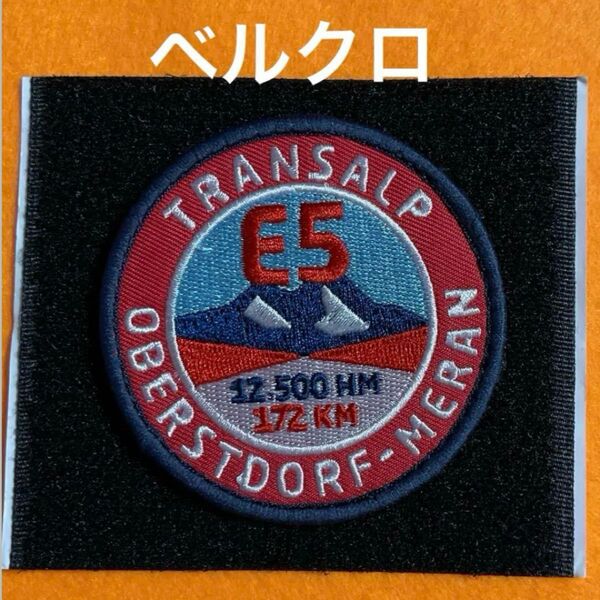 ベルクロ
TRANSALP
E5
12.500 HM
172 KM
OBERSTDORF-MERAN